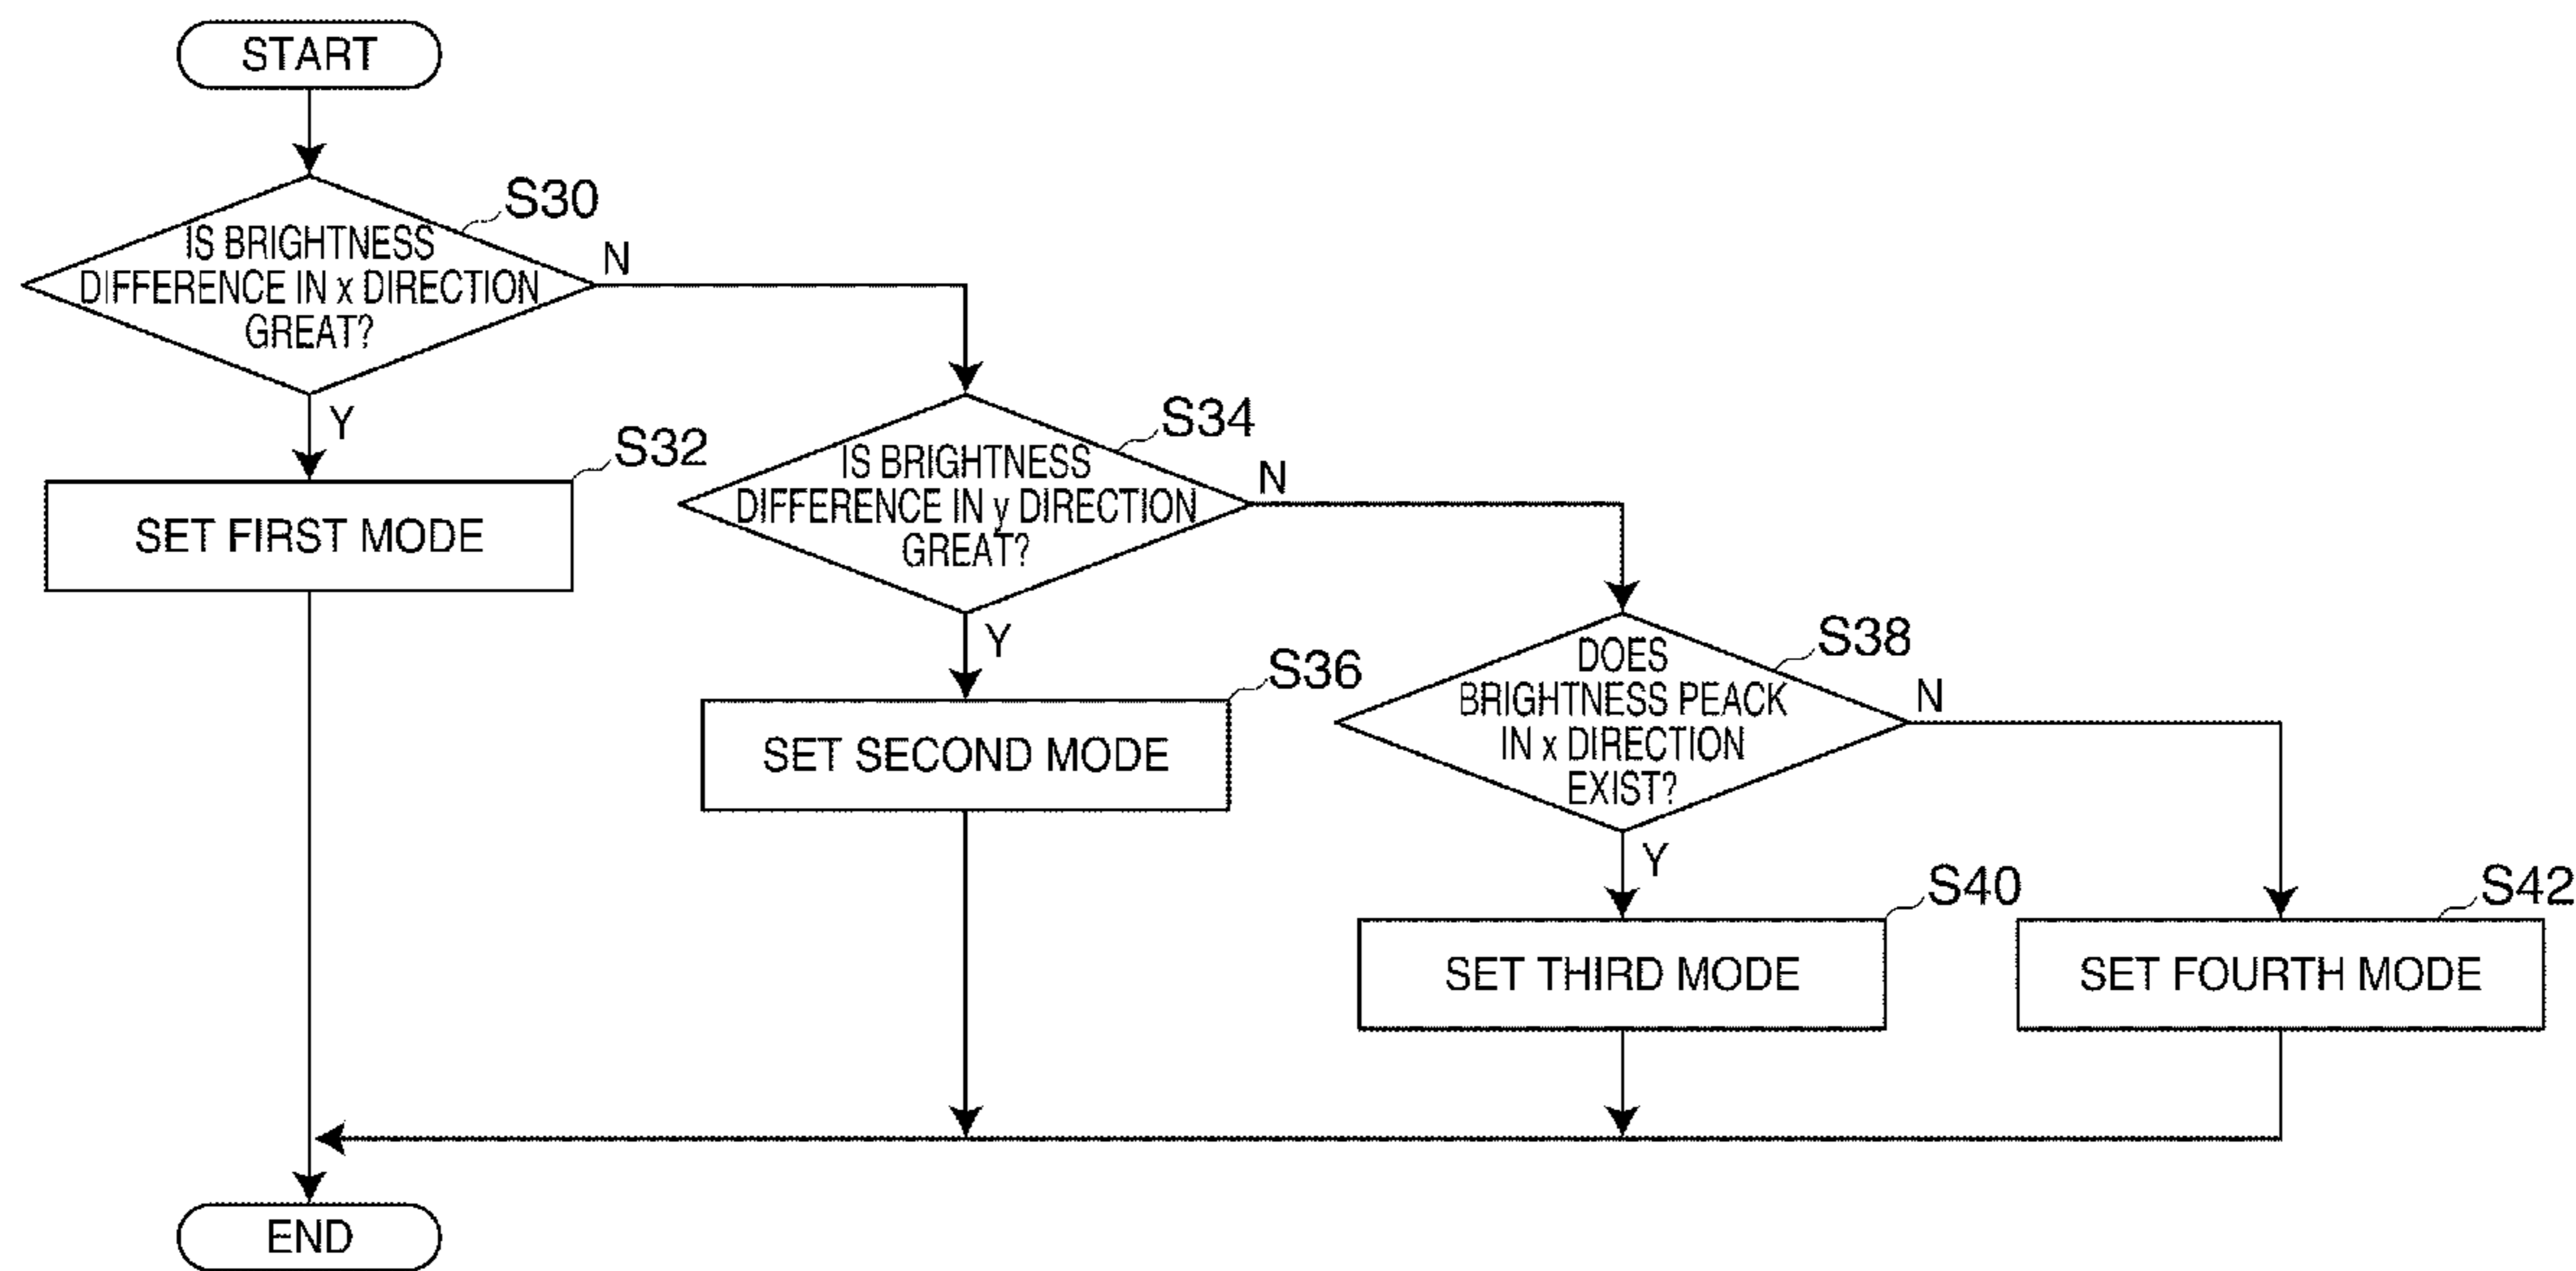 START
S30
IS BRIGHTNESS
DIFFERENCE IN x DIRECTION
GREAT?
N
Y
S32
SET FIRST MODE
S34
IS BRIGHTNESS
DIFFERENCE IN y DIRECTION
GREAT?
N
Y
S36
SET SECOND MODE
S38
DOES
BRIGHTNESS PEACK
IN x DIRECTION
EXIST?
N
Y
S40
SET THIRD MODE
S42
SET FOURTH MODE
END